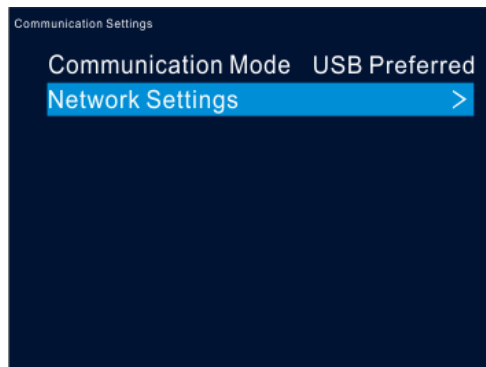 Communication Settings
Communication Mode USB Preferred
Network Settings >